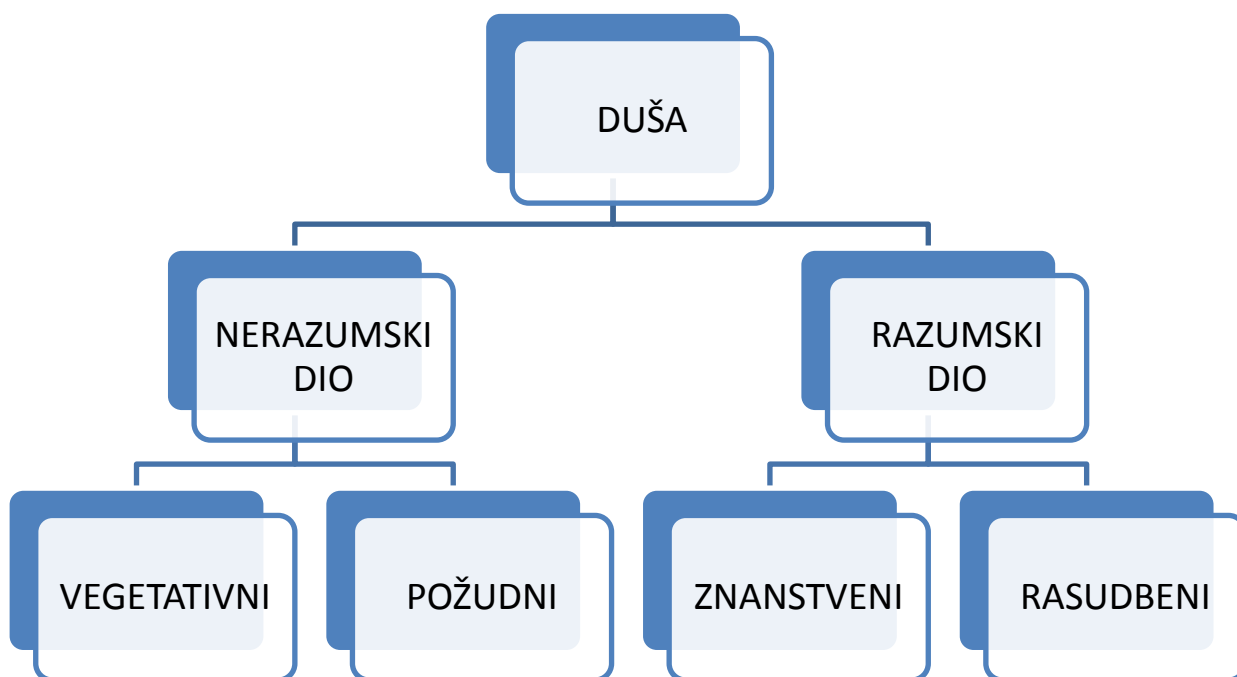 DUŠA
NERAZUMSKI
DIO
RAZUMSKI
DIO
VEGETATIVNI
POŽUDNI
ZNANSTVENI
RASUDBENI